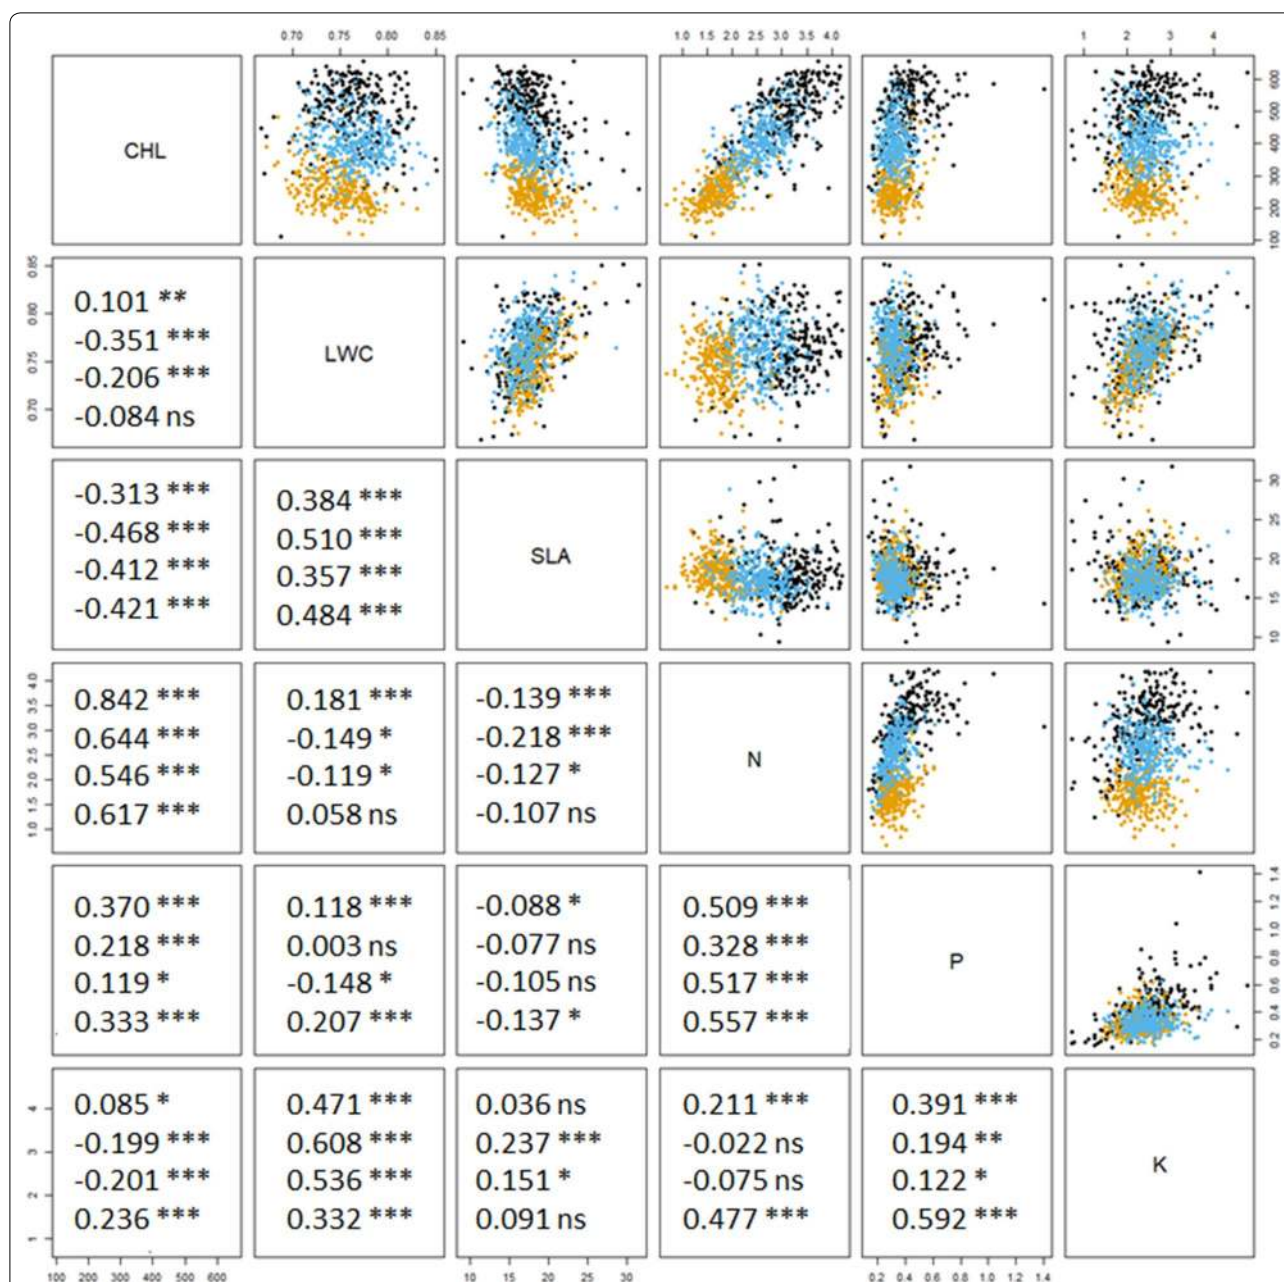 0.70 0.75 0.80 0.85 1.0 1.5 2.0 2.5 3.0 3.5 4.0 1 2 3 4
CHL
100 200 300 400 500 600
0.70 0.75 0.80 0.85
0.101 **
-0.351 ***
-0.206 ***
-0.084 ns
LWC
-0.313 ***
-0.468 ***
-0.412 ***
-0.421 ***
0.384 ***
0.510 ***
0.357 ***
0.484 ***
SLA
10 15 20 25 30
1.0 1.5 2.0 2.5 3.0 3.5 4.0
0.842 ***
0.644 ***
0.546 ***
0.617 ***
0.181 ***
-0.149 *
-0.119 *
0.058 ns
-0.139 ***
-0.218 ***
-0.127 *
-0.107 ns
N
0.370 ***
0.218 ***
0.119 *
0.333 ***
0.118 ***
0.003 ns
-0.148 *
0.207 ***
-0.088 *
-0.077 ns
-0.105 ns
-0.137 *
0.509 ***
0.328 ***
0.517 ***
0.557 ***
P
0.2 0.4 0.6 0.8 1.0 1.2 1.4
1 2 3 4
0.085 *
-0.199 ***
-0.201 ***
0.236 ***
0.471 ***
0.608 ***
0.536 ***
0.332 ***
0.036 ns
0.237 ***
0.151 *
0.091 ns
0.211 ***
-0.022 ns
-0.075 ns
0.477 ***
0.391 ***
0.194 **
0.122 *
0.592 ***
K
100 200 300 400 500 600 10 15 20 25 30 0.2 0.4 0.6 0.8 1.0 1.2 1.4